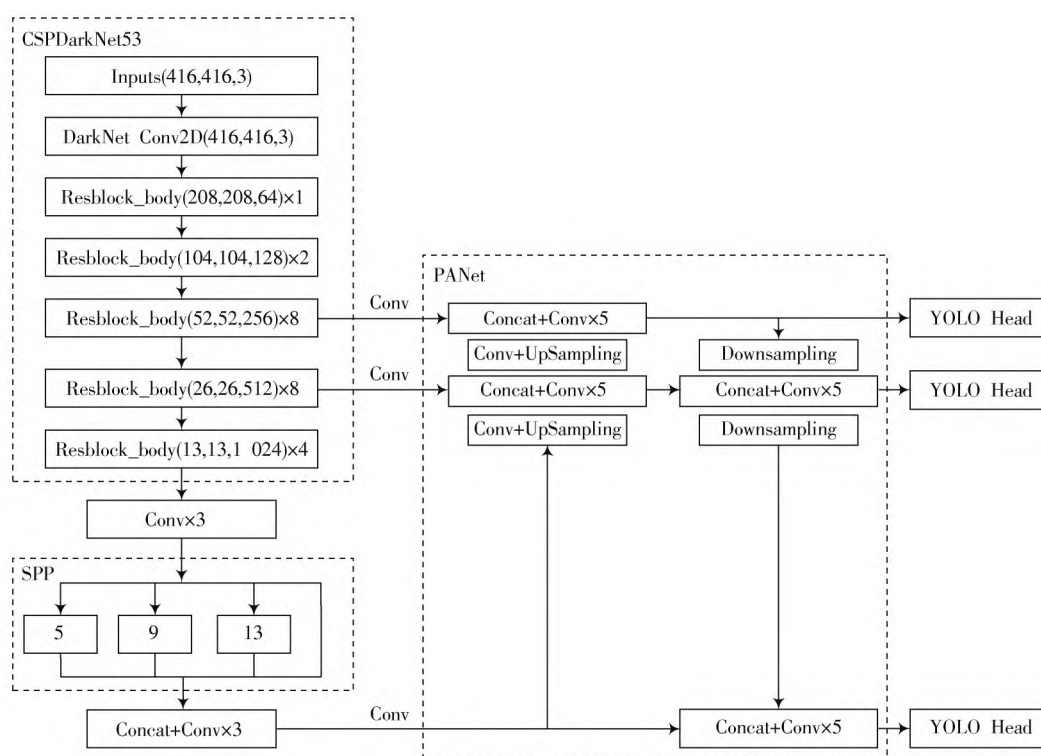 CSPDarkNet53
Inputs(416,416,3)
DarkNet Conv2D(416,416,3)
Resblock_body(208,208,64)×1
Resblock_body(104,104,128)×2
Resblock_body(52,52,256)×8
Resblock_body(26,26,512)×8
Resblock_body(13,13,1 024)×4
Conv×3
SPP
5
9
13
Concat+Conv×3
Conv
Conv
Conv
PANet
Concat+Conv×5
Conv+UpSampling
Concat+Conv×5
Conv+UpSampling
Downsampling
Concat+Conv×5
Downsampling
Concat+Conv×5
YOLO Head
YOLO Head
YOLO Head